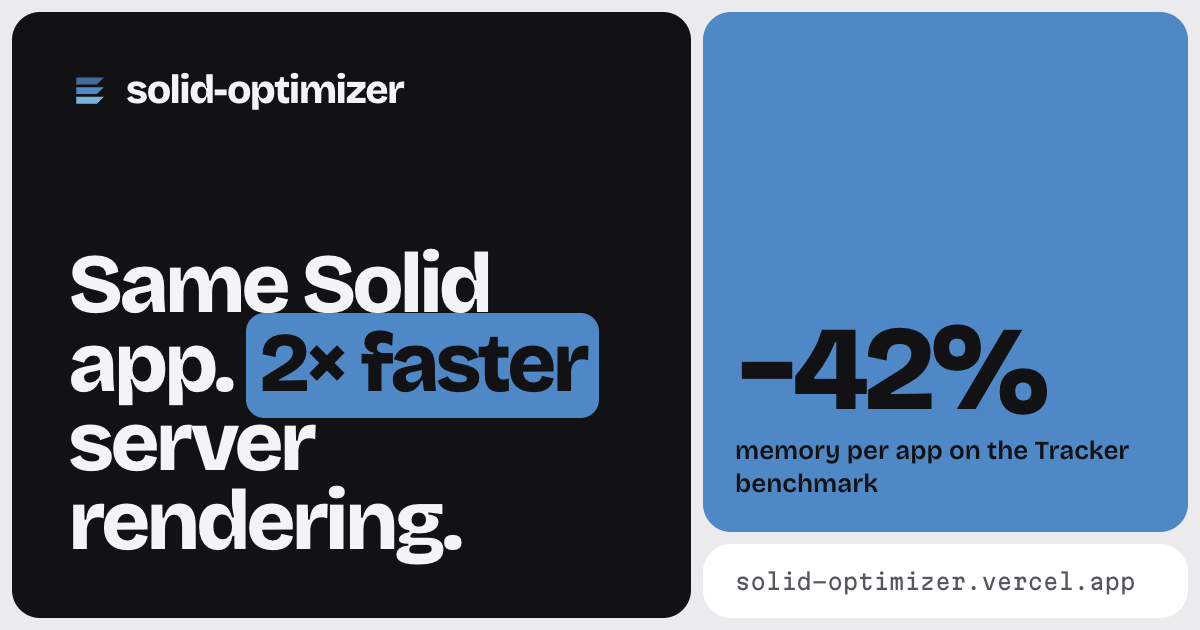 solid-optimizer
Same Solid
app. 2× faster
server
rendering.
−42%
memory per app on the Tracker
benchmark
solid-optimizer.vercel.app